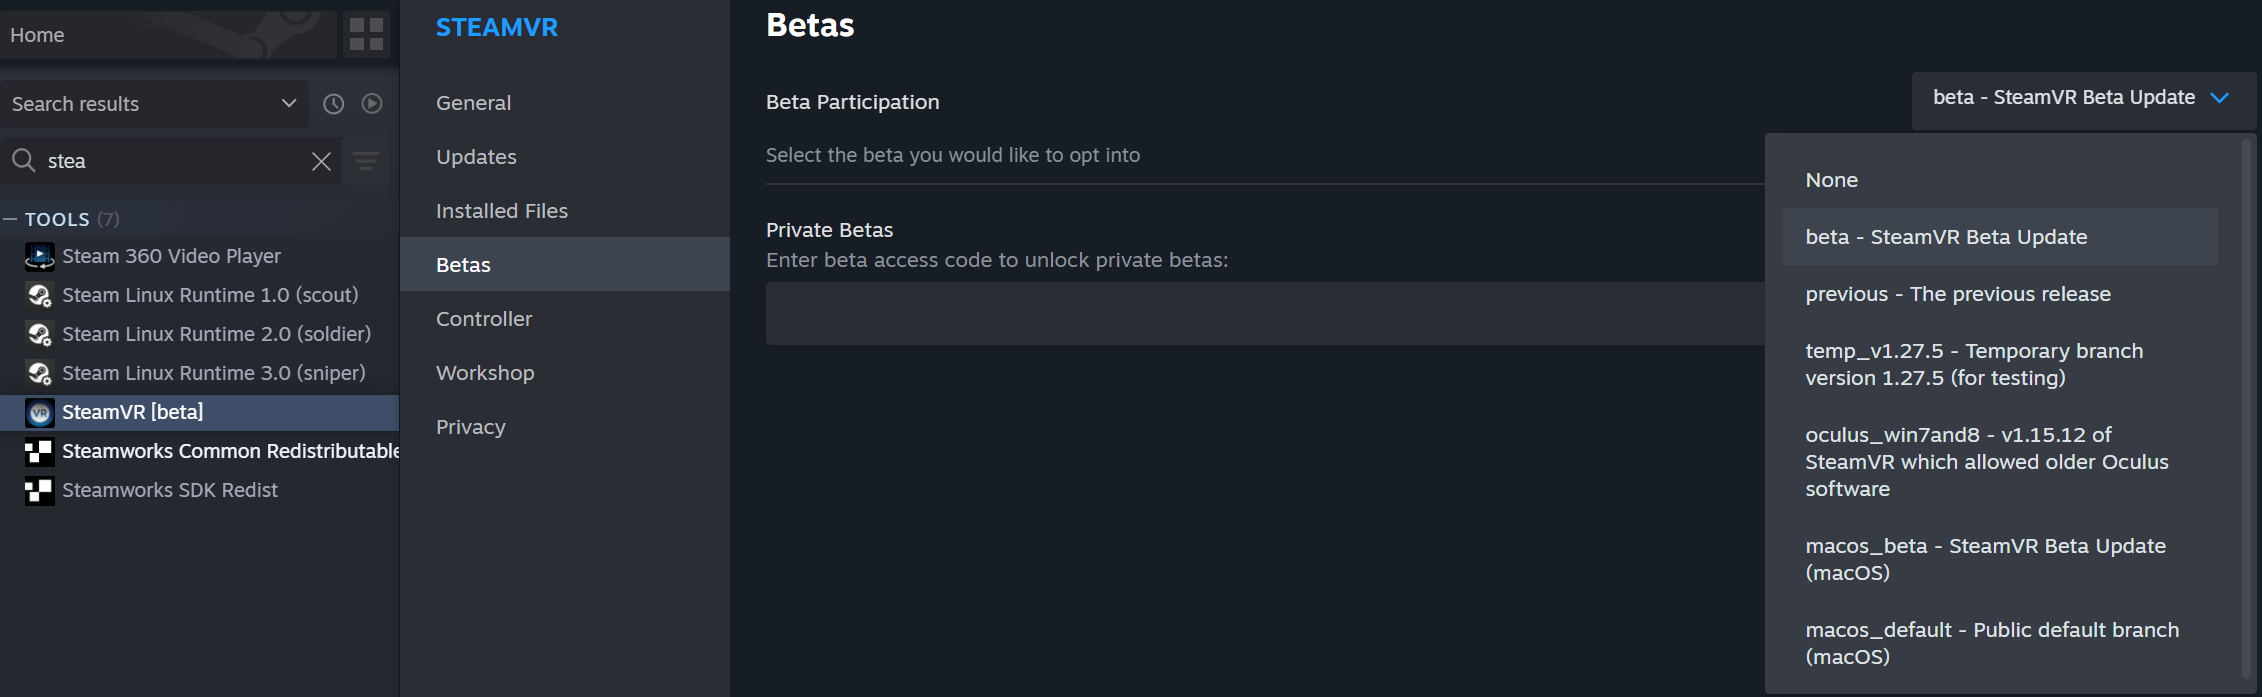 Home
Search results
stea
TOOLS (7)
Steam 360 Video Player
Steam Linux Runtime 1.0 (scout)
Steam Linux Runtime 2.0 (soldier)
Steam Linux Runtime 3.0 (sniper)
VR
SteamVR [beta]
Steamworks Common Redistributable
Steamworks SDK Redist
STEAMVR
General
Updates
Installed Files
Betas
Controller
Workshop
Privacy
Betas
Beta Participation
beta - SteamVR Beta Update
Select the beta you would like to opt into
Private Betas
Enter beta access code to unlock private betas:
None
beta - SteamVR Beta Update
previous - The previous release
temp_v1.27.5 - Temporary branch
version 1.27.5 (for testing)
oculus_win7and8 - v1.15.12 of
SteamVR which allowed older Oculus
software
macos_beta - SteamVR Beta Update
(macOS)
macos_default - Public default branch
(macOS)